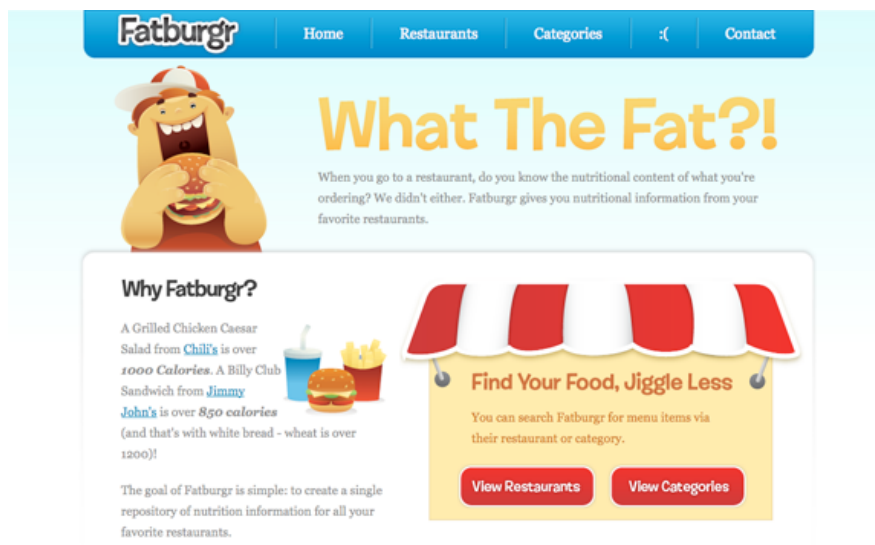 Fatburgr Home Restaurants Categories :( Contact
What The Fat?!
When you go to a restaurant, do you know the nutritional content of what you're
ordering? We didn't either. Fatburgr gives you nutritional information from your
favorite restaurants.
Why Fatburgr?
A Grilled Chicken Caesar
Salad from Chili's is over
1000 Calories. A Billy Club
Sandwich from Jimmy
John's is over 850 calories
(and that's with white bread - wheat is over
1200)!
The goal of Fatburgr is simple: to create a single
repository of nutrition information for all your
favorite restaurants.
Find Your Food, Jiggle Less
You can search Fatburgr for menu items via
their restaurant or category.
View Restaurants View Categories